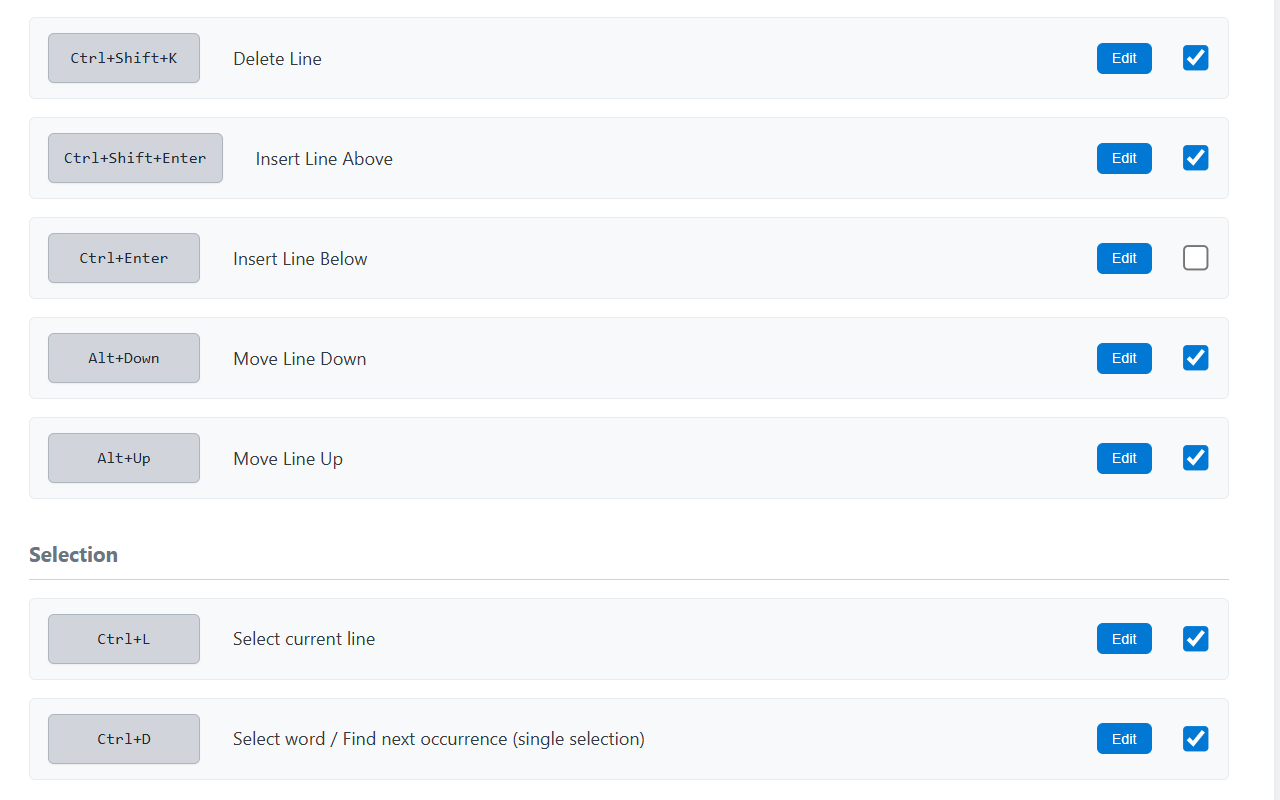 Ctrl+Shift+K Delete Line Edit
Ctrl+Shift+Enter Insert Line Above Edit
Ctrl+Enter Insert Line Below Edit
Alt+Down Move Line Down Edit
Alt+Up Move Line Up Edit
Selection
Ctrl+L Select current line Edit
Ctrl+D Select word / Find next occurrence (single selection) Edit